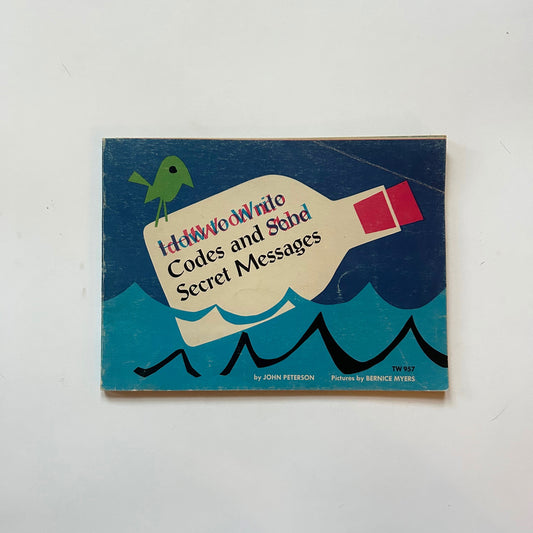 Codes and
Secret Messages
TW 957
by JOHN PETERSON Pictures by BERNICE MYERS